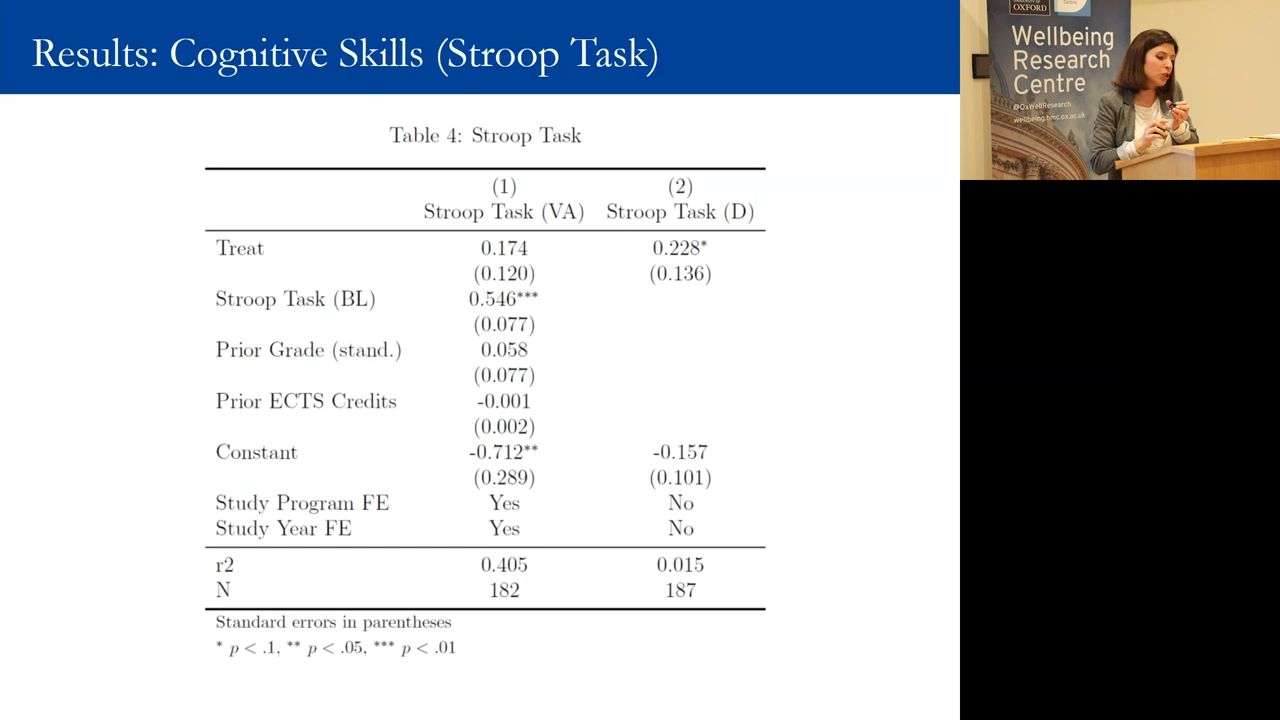 Results: Cognitive Skills (Stroop Task)
Table 4: Stroop Task
(1) (2)
Stroop Task (VA) Stroop Task (D)
Treat 0.174 0.228*
(0.120) (0.136)
Stroop Task (BL) 0.546***
(0.077)
Prior Grade (stand.) 0.058
(0.077)
Prior ECTS Credits -0.001
(0.002)
Constant -0.712** -0.157
(0.289) (0.101)
Study Program FE Yes No
Study Year FE Yes No
r2 0.405 0.015
N 182 187
Standard errors in parentheses
* p < .1, ** p < .05, *** p < .01
OXFORD
Centre
Wellbeing
Research
Centre
@OxWellResearch
wellbeing.hmc.ox.ac.uk